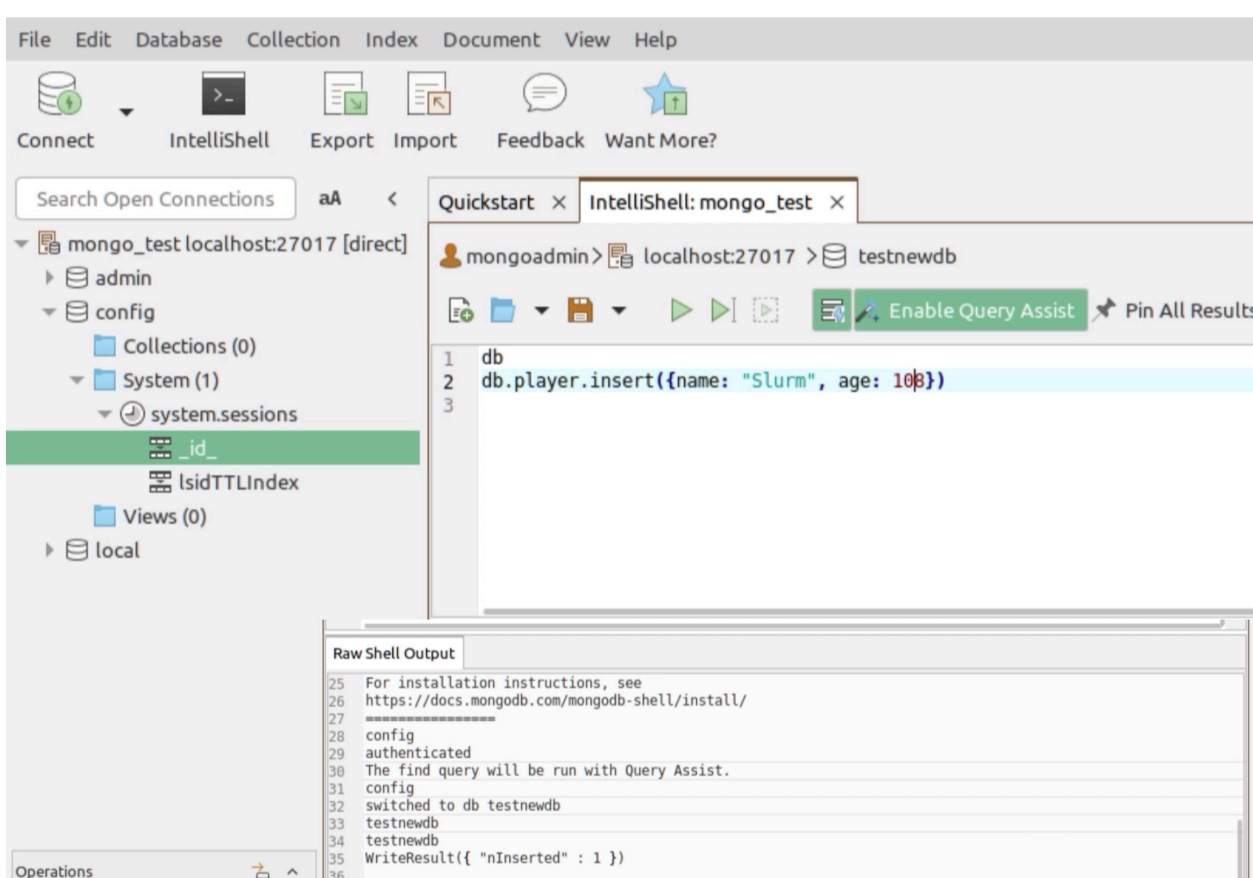 File Edit Database Collection Index Document View Help
Connect IntelliShell Export Import Feedback Want More?
Search Open Connections aA <
Quickstart × IntelliShell: mongo_test ×
mongo_test localhost:27017 [direct]
admin
config
Collections (0)
System (1)
system.sessions
_id_
lsidTTLIndex
Views (0)
local
mongoadmin> localhost:27017 > testnewdb
Enable Query Assist Pin All Results
1 db
2 db.player.insert({name: "Slurm", age: 108})
3
Raw Shell Output
25 For installation instructions, see
26 https://docs.mongodb.com/mongodb-shell/install/
27 ================
28 config
29 authenticated
30 The find query will be run with Query Assist.
31 config
32 switched to db testnewdb
33 testnewdb
34 testnewdb
35 WriteResult({ "nInserted" : 1 })
36
Operations